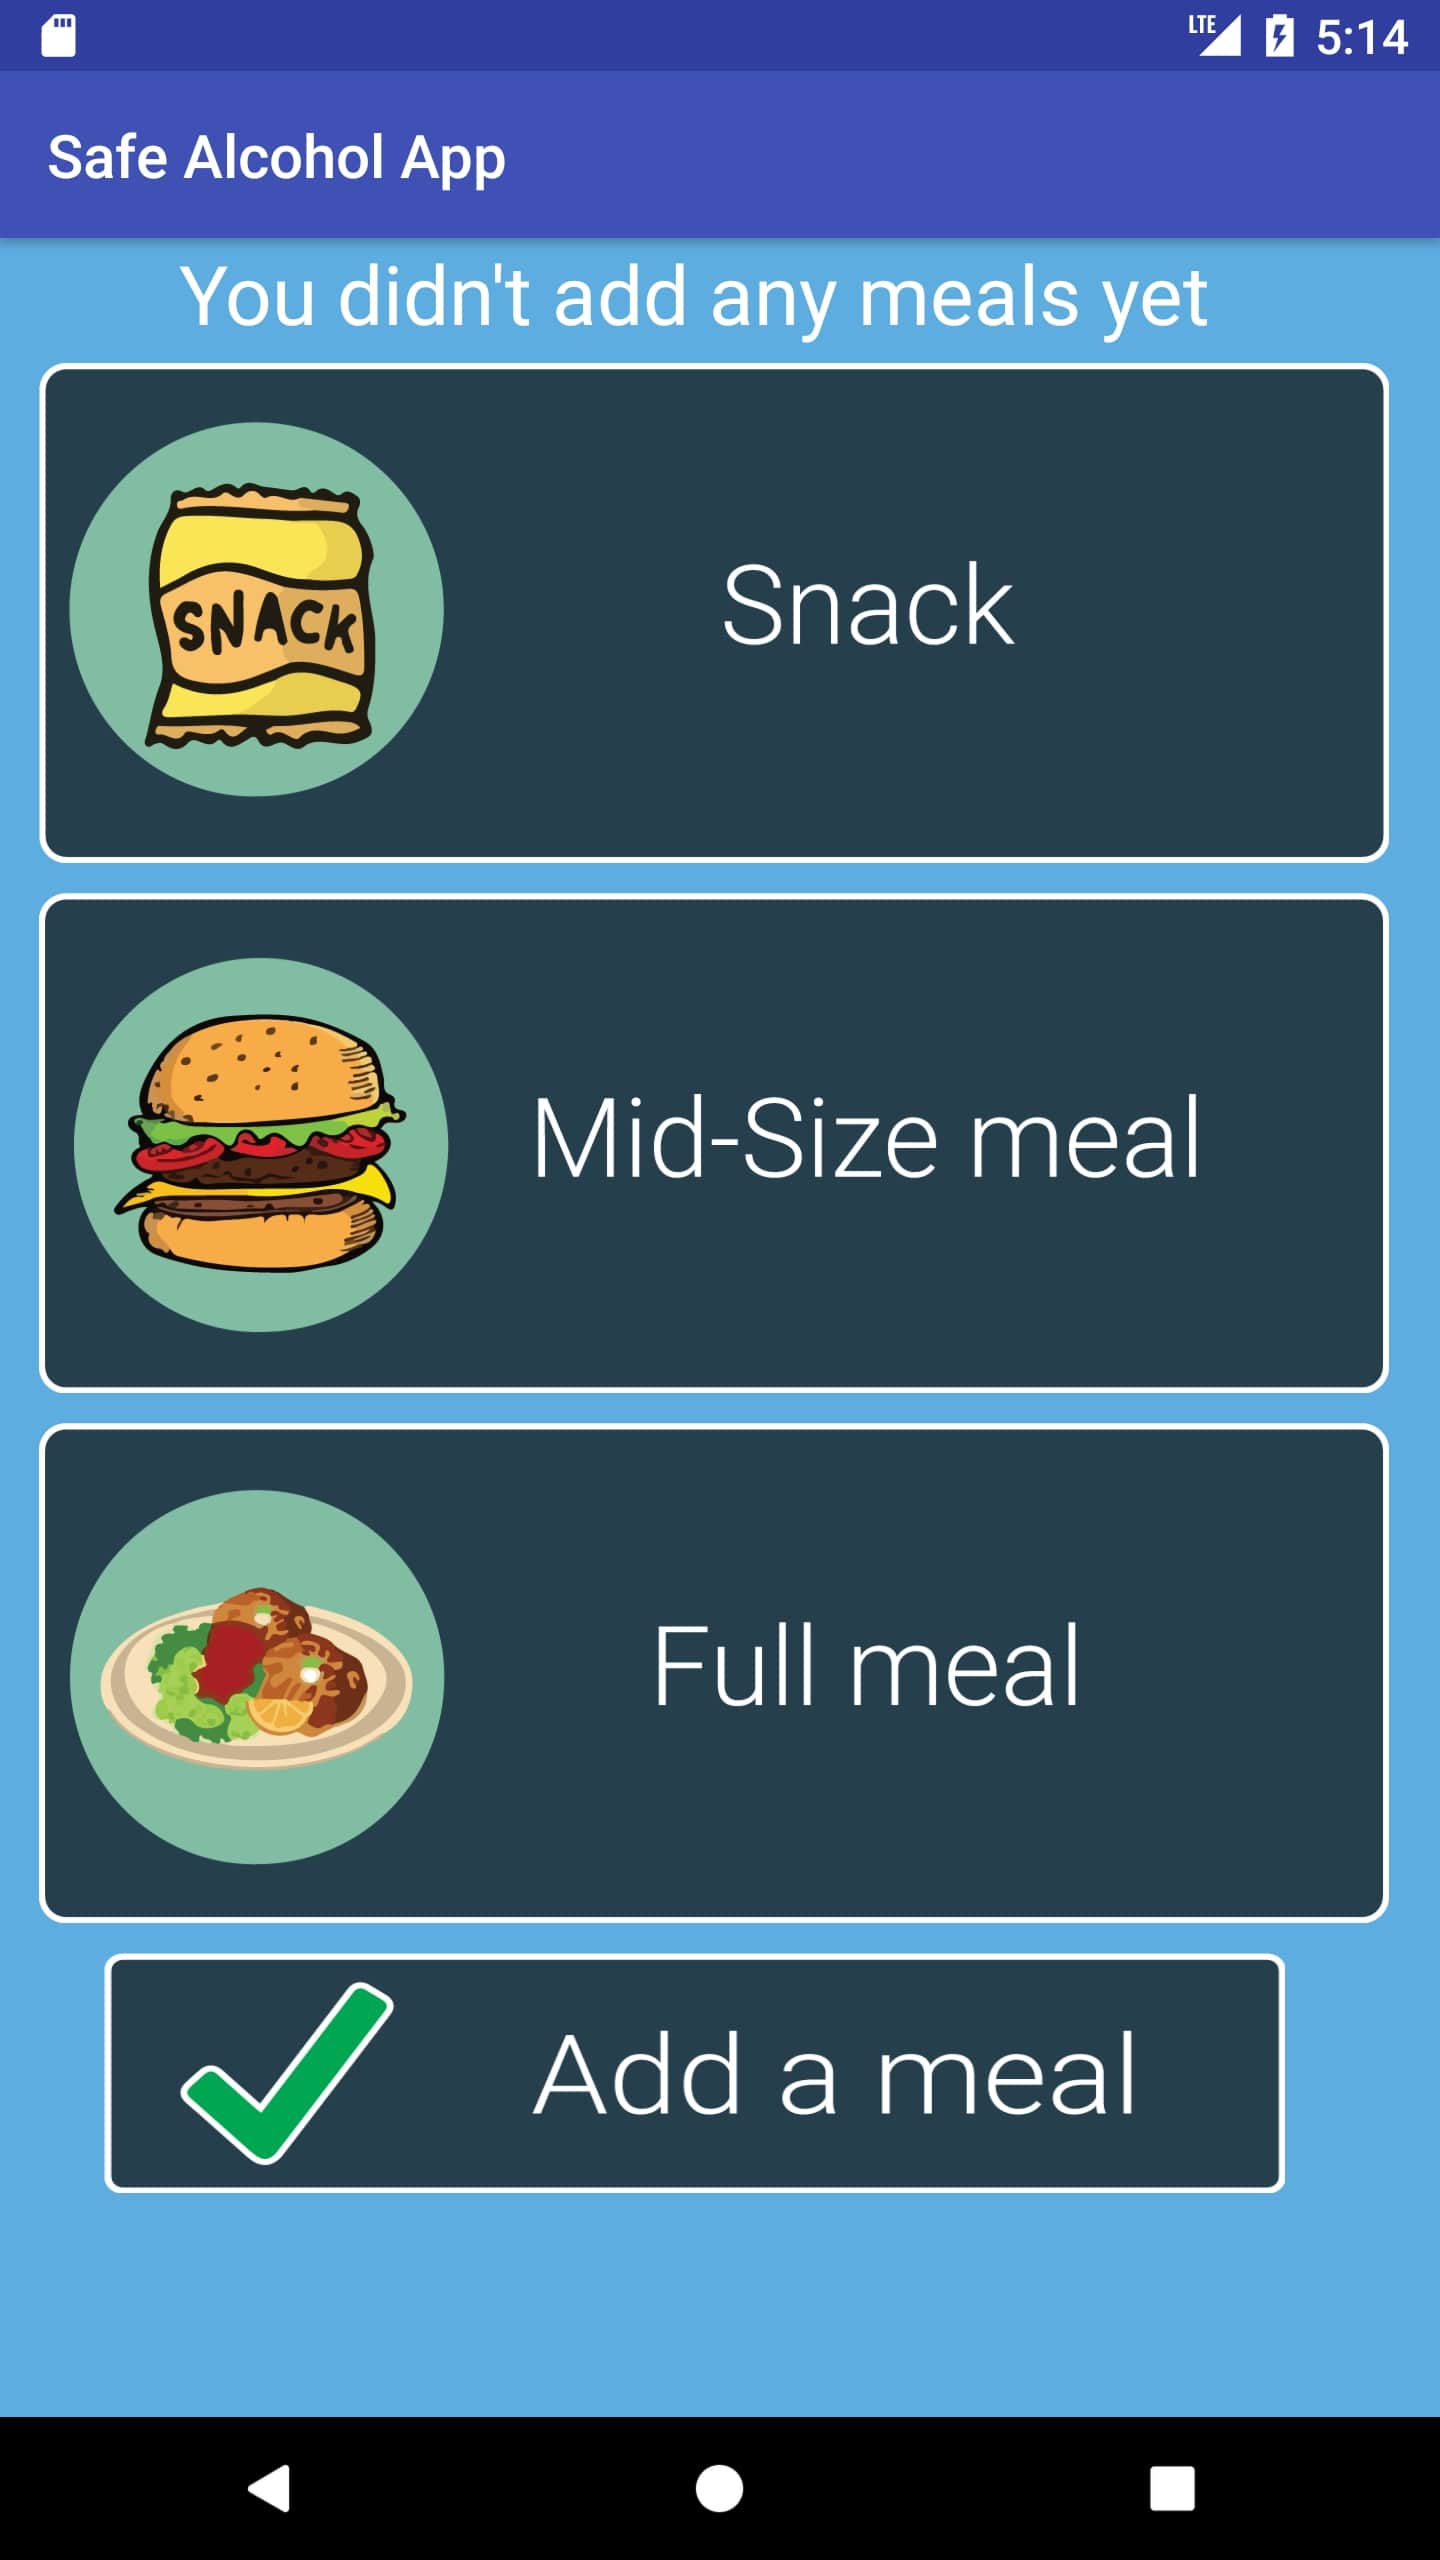 LTE 5:14
Safe Alcohol App
You didn't add any meals yet
SNACK
Snack
Mid-Size meal
Full meal
Add a meal